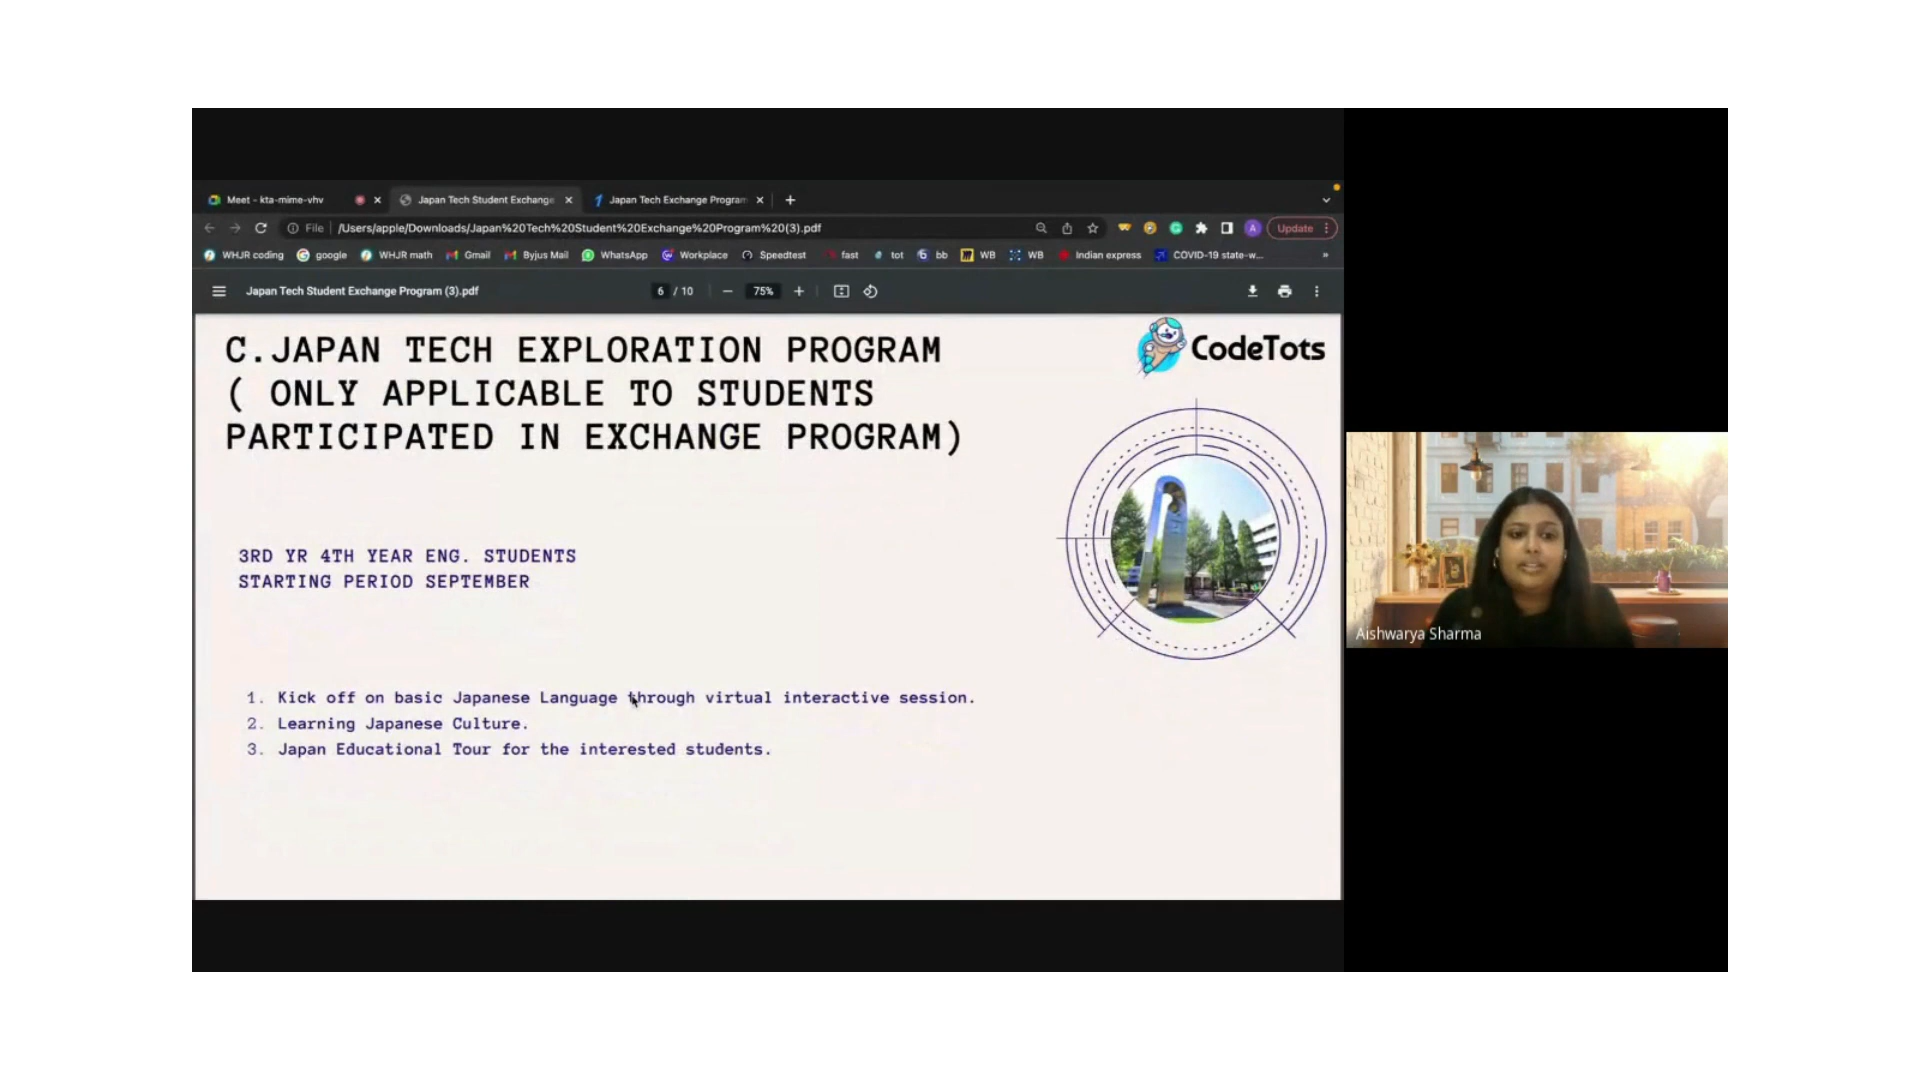 Meet - kta-mime-vhv
Japan Tech Student Exchange
Japan Tech Exchange Program
File
/Users/apple/Downloads/Japan%20Tech%20Student%20Exchange%20Program%20(3).pdf
A
Update
WHJR coding google WHJR math Gmail Byjus Mail WhatsApp Workplace Speedtest fast tot bb WB WB Indian express COVID-19 state-w... »
Japan Tech Student Exchange Program (3).pdf
6 / 10
75%
C.JAPAN TECH EXPLORATION PROGRAM
( ONLY APPLICABLE TO STUDENTS
PARTICIPATED IN EXCHANGE PROGRAM)
CodeTots
3RD YR 4TH YEAR ENG. STUDENTS
STARTING PERIOD SEPTEMBER
1. Kick off on basic Japanese Language through virtual interactive session.
2. Learning Japanese Culture.
3. Japan Educational Tour for the interested students.
Aishwarya Sharma